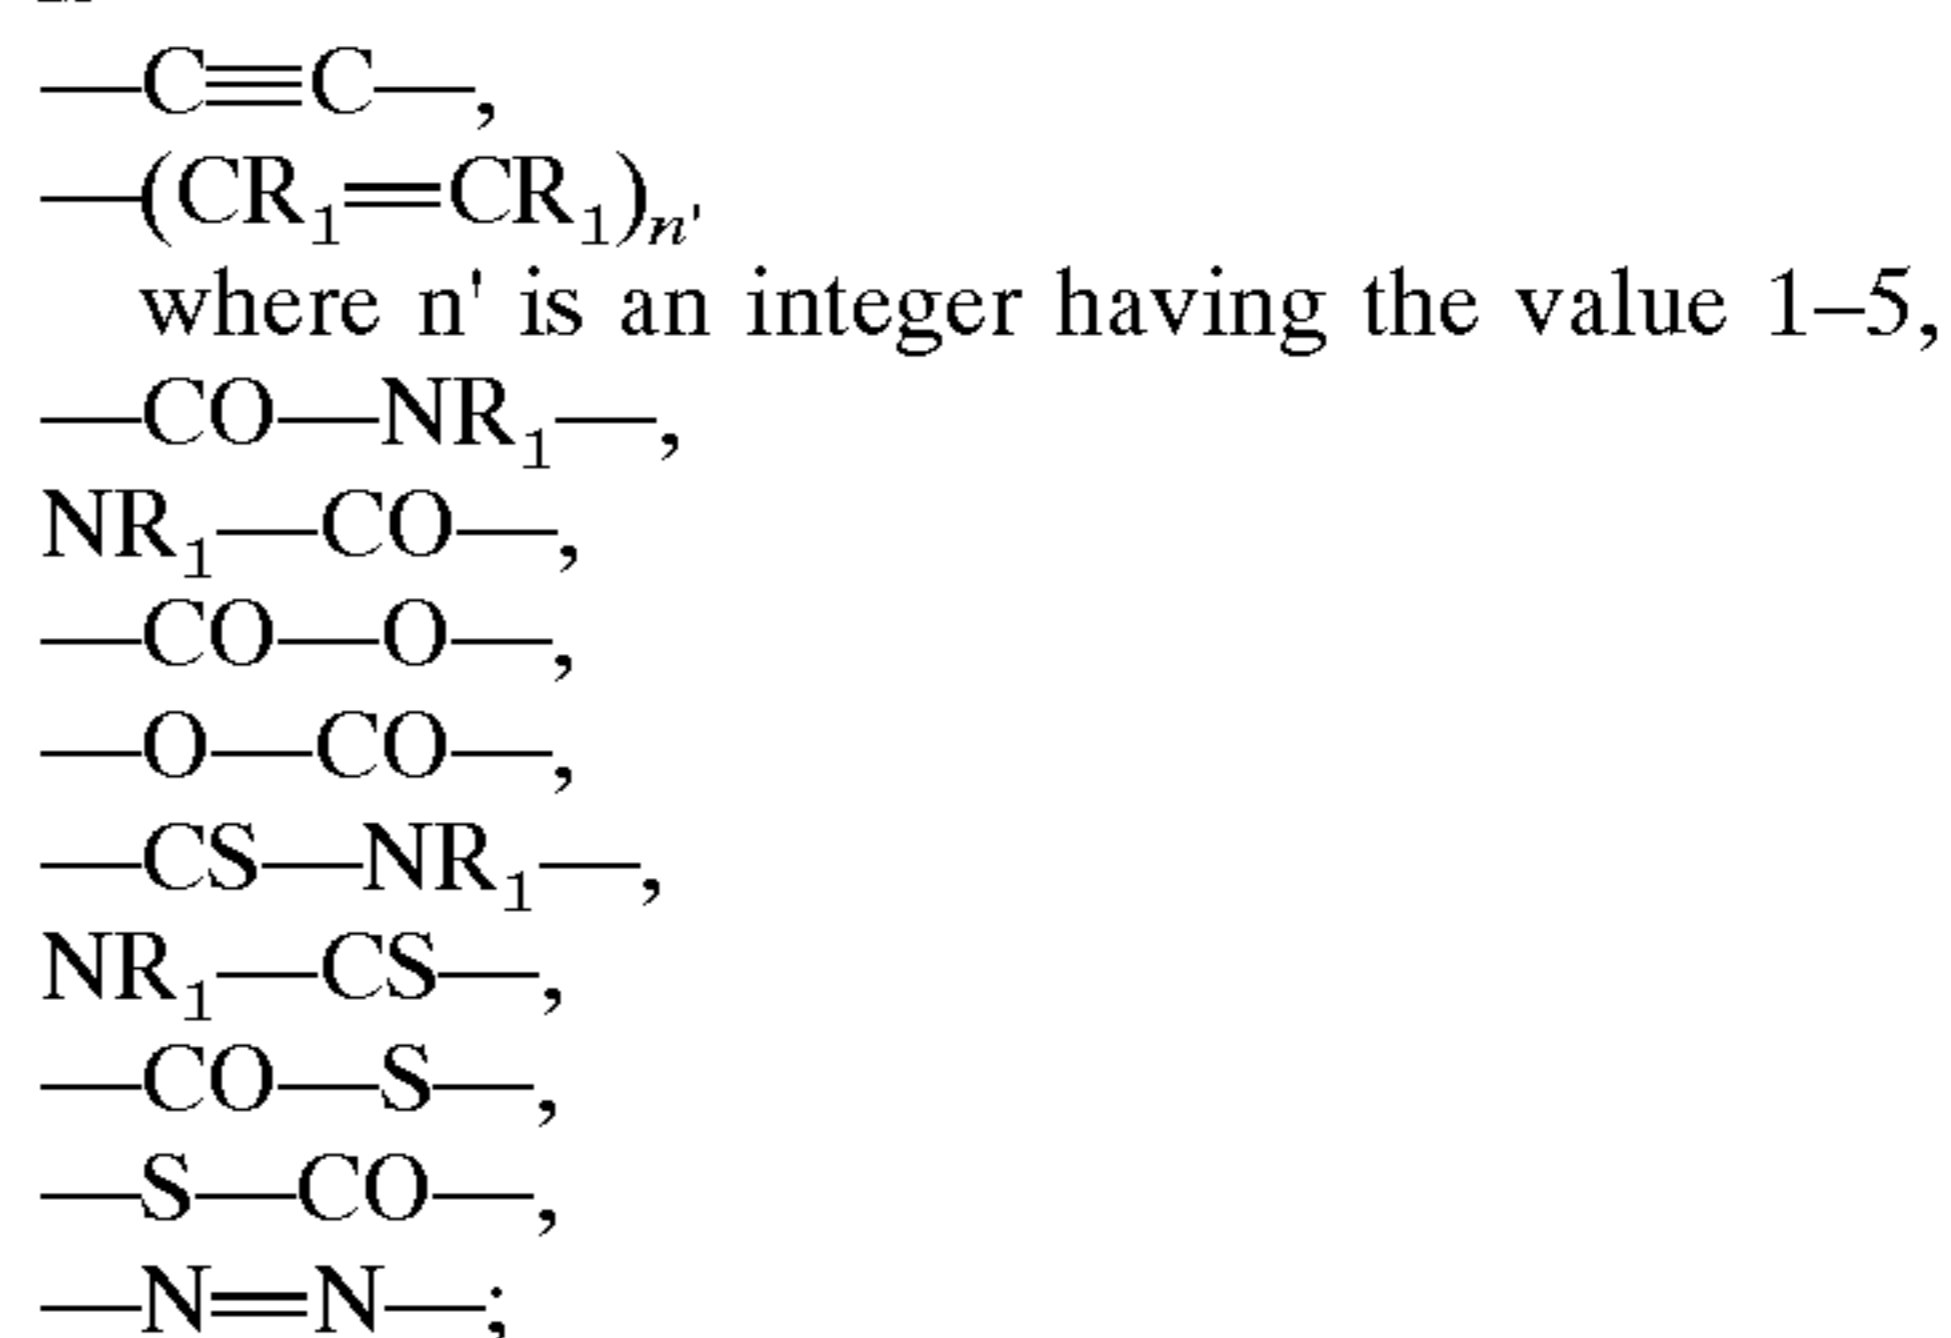 —C≡C—,
—(CR₁=CR₁)ₙ'
where n' is an integer having the value 1–5,
—CO—NR₁—,
NR₁—CO—,
—CO—O—,
—O—CO—,
—CS—NR₁—,
NR₁—CS—,
—CO—S—,
—S—CO—,
—N=N—;